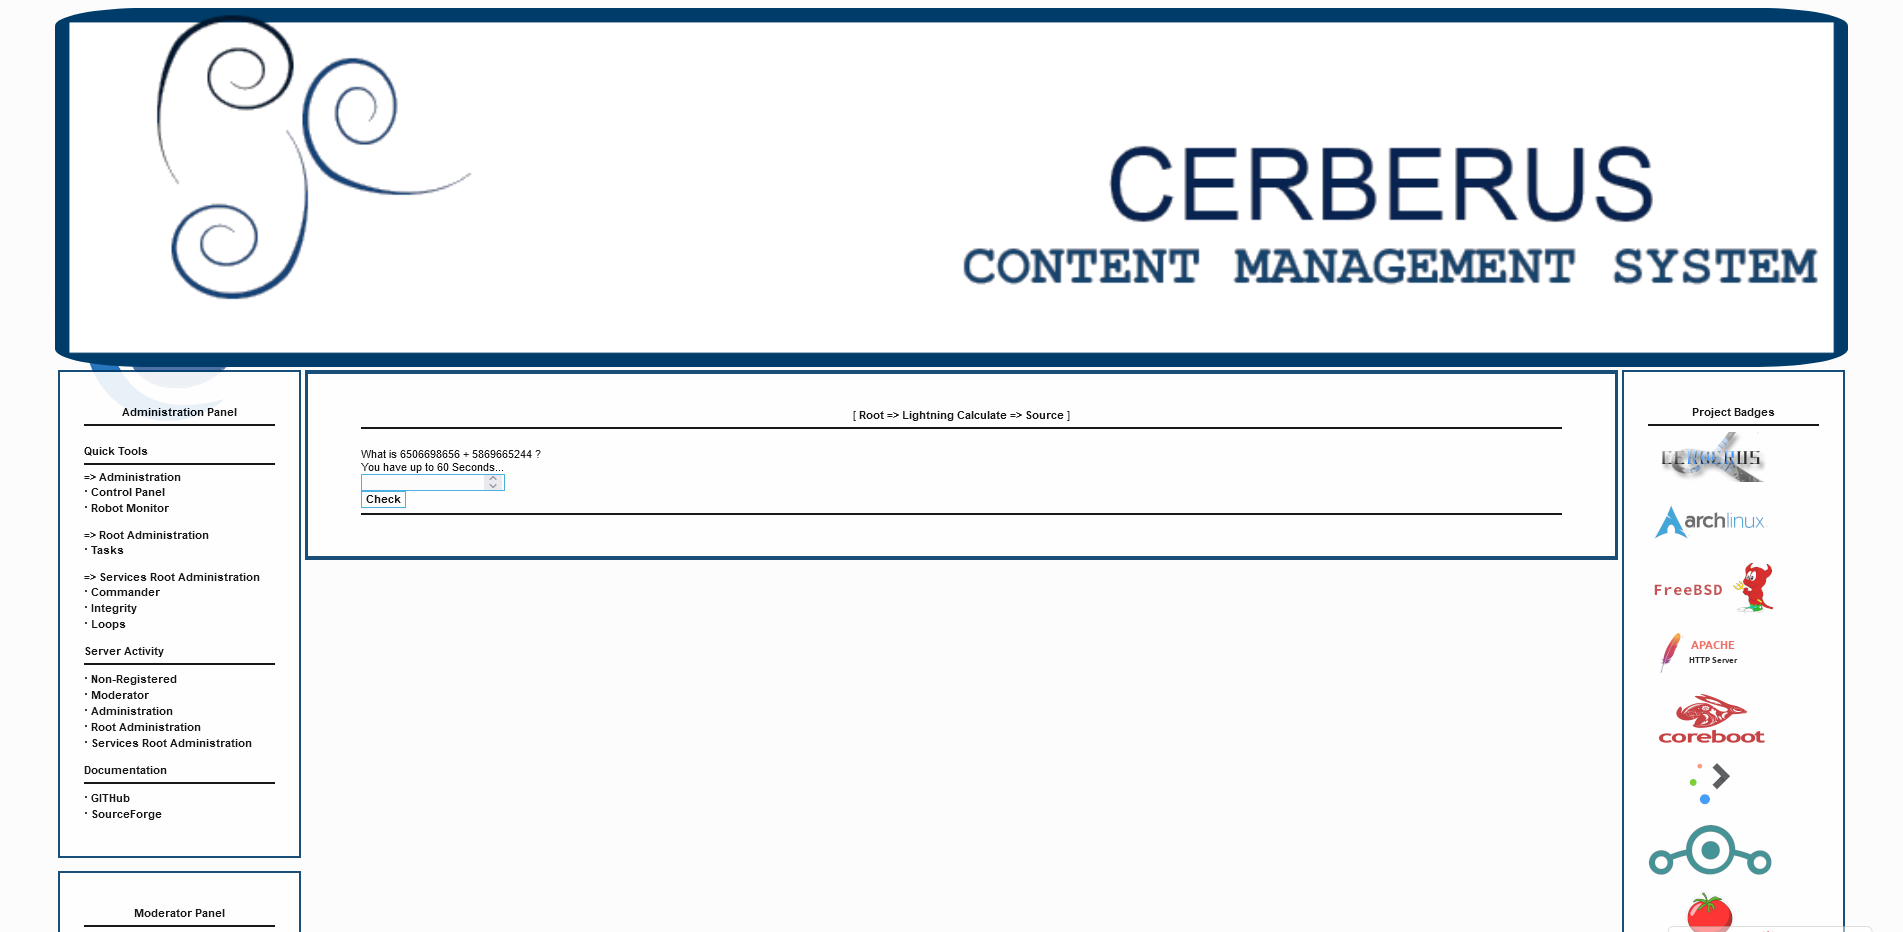 CERBERUS
CONTENT MANAGEMENT SYSTEM
Administration Panel
Quick Tools
=> Administration
· Control Panel
· Robot Monitor
=> Root Administration
· Tasks
=> Services Root Administration
· Commander
· Integrity
· Loops
Server Activity
· Non-Registered
· Moderator
· Administration
· Root Administration
· Services Root Administration
Documentation
· GITHub
· SourceForge
Moderator Panel
[ Root => Lightning Calculate => Source ]
What is 6506698656 + 5869665244 ?
You have up to 60 Seconds...
Check
Project Badges
CERBERUS
archlinux
FreeBSD
APACHE
HTTP Server
coreboot